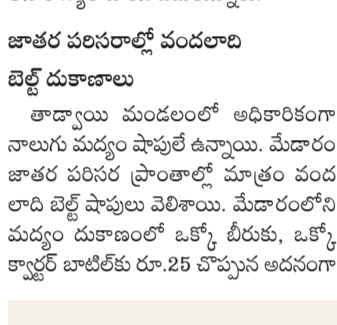 జాతర పరిసరాల్లో వందలాది
బెల్ట్ దుకాణాలు
తాడ్వాయి మండలంలో అధికారికంగా
నాలుగు మద్యం షాపులే ఉన్నాయి. మేడారం
జాతర పరిసర ప్రాంతాల్లో మాత్రం వంద
లాది బెల్ట్ షాపులు వెలిశాయి. మేడారంలోని
మద్యం దుకాణంలో ఒక్కో బీరుకు, ఒక్కో
క్వార్టర్ బాటిల్‌కు రూ.25 చొప్పున అదనంగా